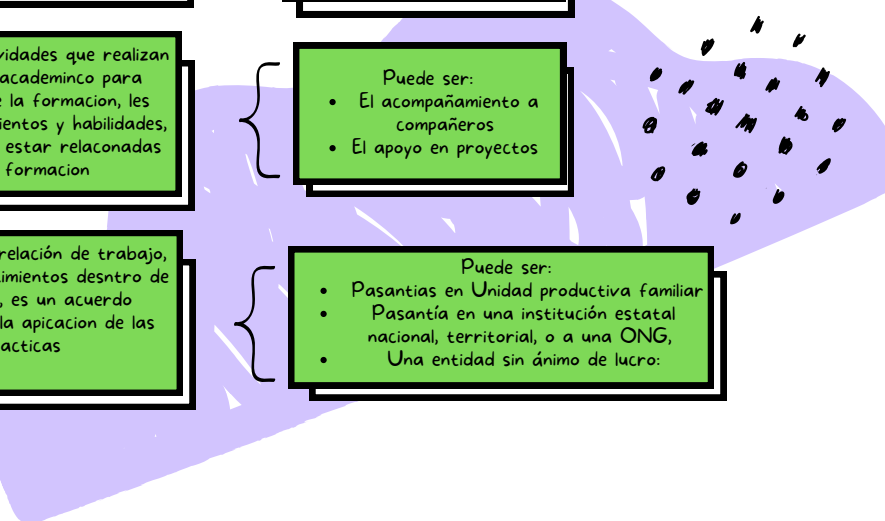 vidades que realizan
academinco para
e la formacion, les
ientos y habilidades,
estar relaconadas
formacion
Puede ser:
• El acompañamiento a
compañeros
• El apoyo en proyectos
relación de trabajo,
imientos desntro de
, es un acuerdo
la apicacion de las
acticas
Puede ser:
• Pasantias en Unidad productiva familiar
• Pasantía en una institución estatal
nacional, territorial, o a una ONG,
• Una entidad sin ánimo de lucro: